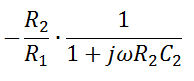 −R₂/R₁ · 1/(1 + jωR₂C₂)